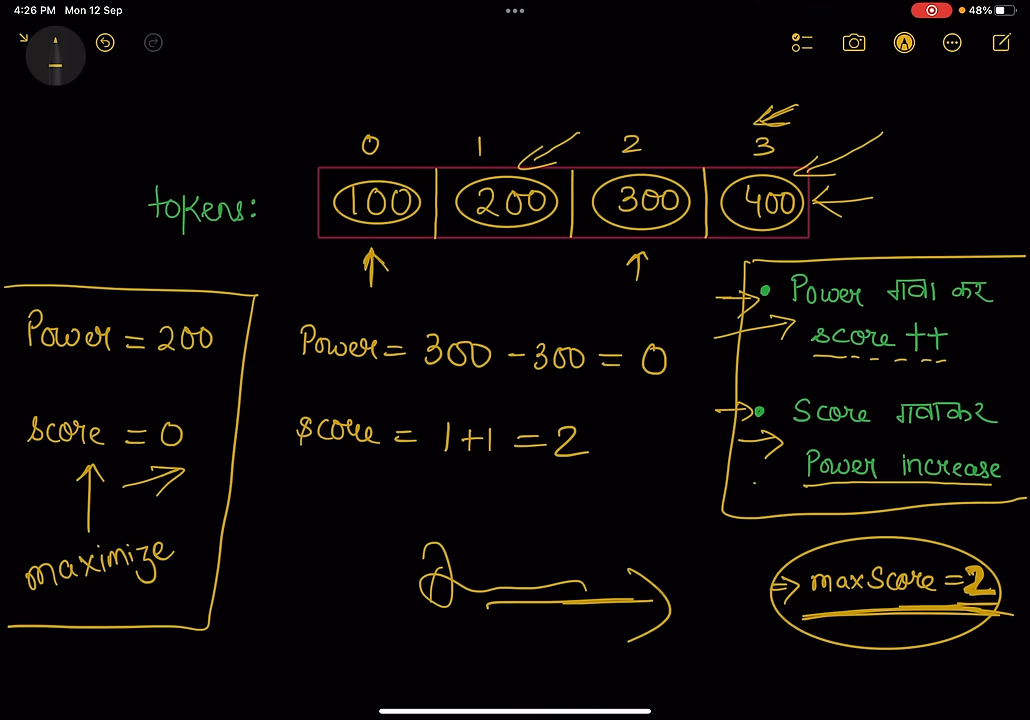 4:26 PM Mon 12 Sep
48%
0 1 2 3
tokens: 100 200 300 400
Power = 200
score = 0
maximize
Power = 300 - 300 = 0
score = 1+1 = 2
• Power गवा कर
score ++
• Score गवाकर
Power increase
=> maxScore = 2